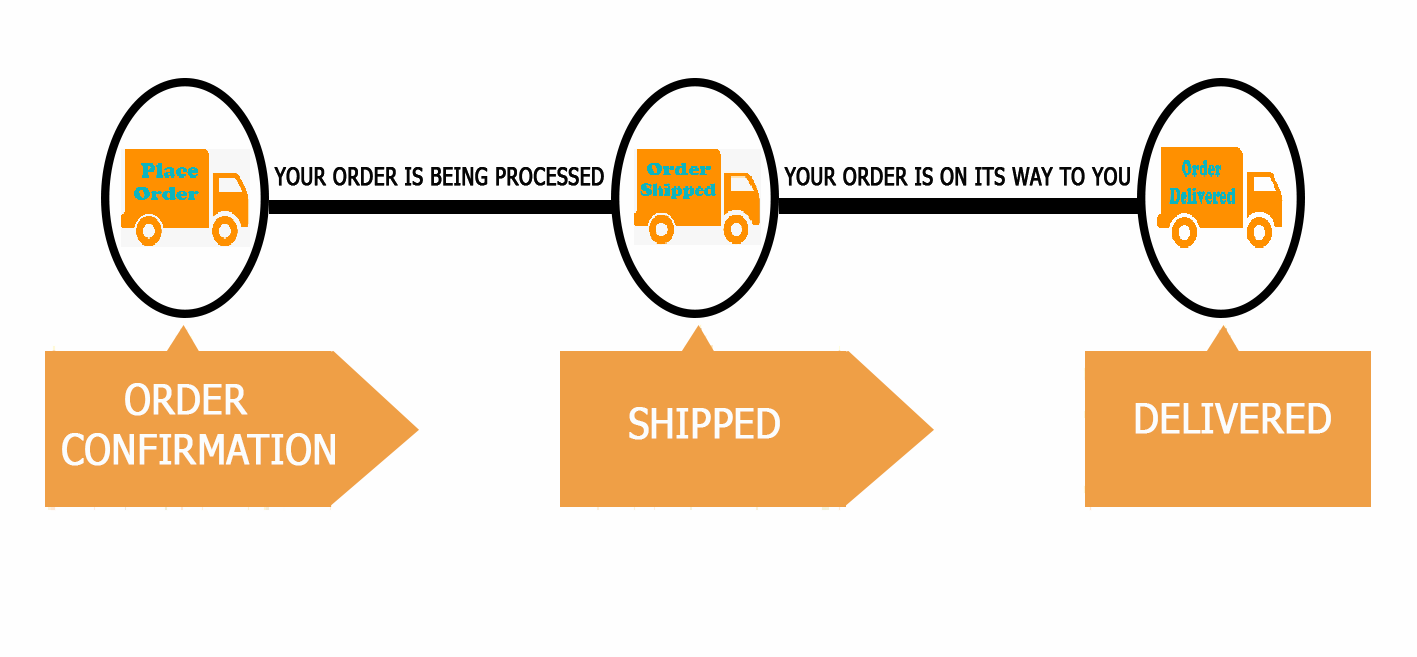 Place
Order
YOUR ORDER IS BEING PROCESSED
Order
Shipped
YOUR ORDER IS ON ITS WAY TO YOU
Order
Delivered
ORDER
CONFIRMATION
SHIPPED
DELIVERED